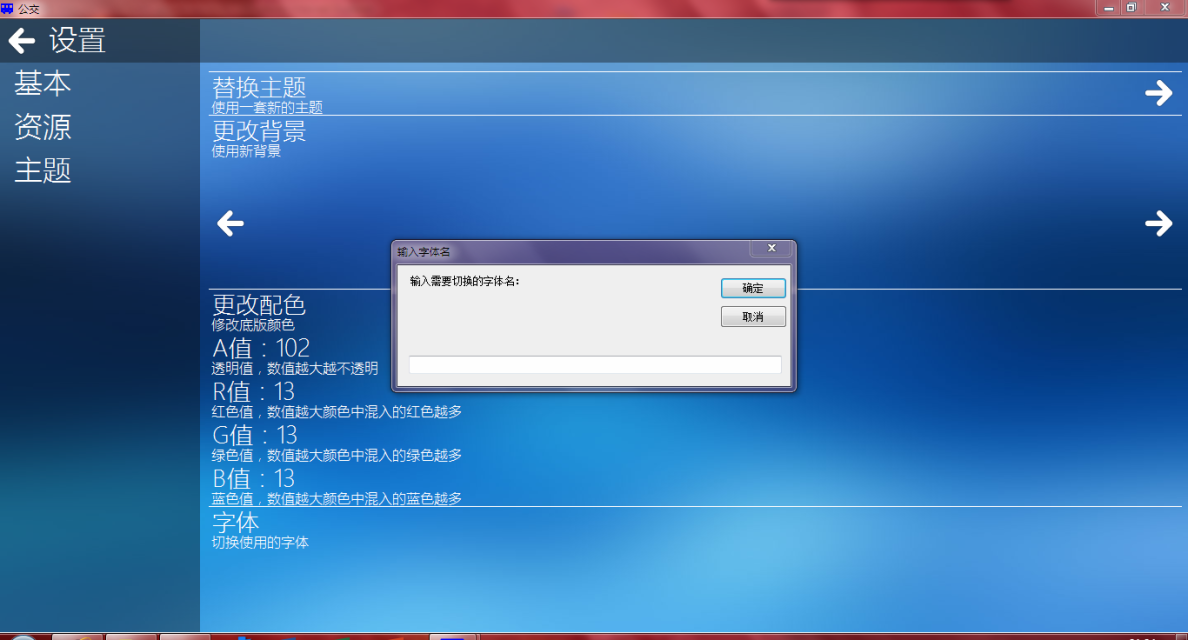 公交
设置
基本
资源
主题
替换主题
使用一套新的主题
更改背景
使用新背景
输入字体名
输入需要切换的字体名:
确定
取消
更改配色
修改底版颜色
A值：102
透明值，数值越大越不透明
R值：13
红色值，数值越大颜色中混入的红色越多
G值：13
绿色值，数值越大颜色中混入的绿色越多
B值：13
蓝色值，数值越大颜色中混入的蓝色越多
字体
切换使用的字体